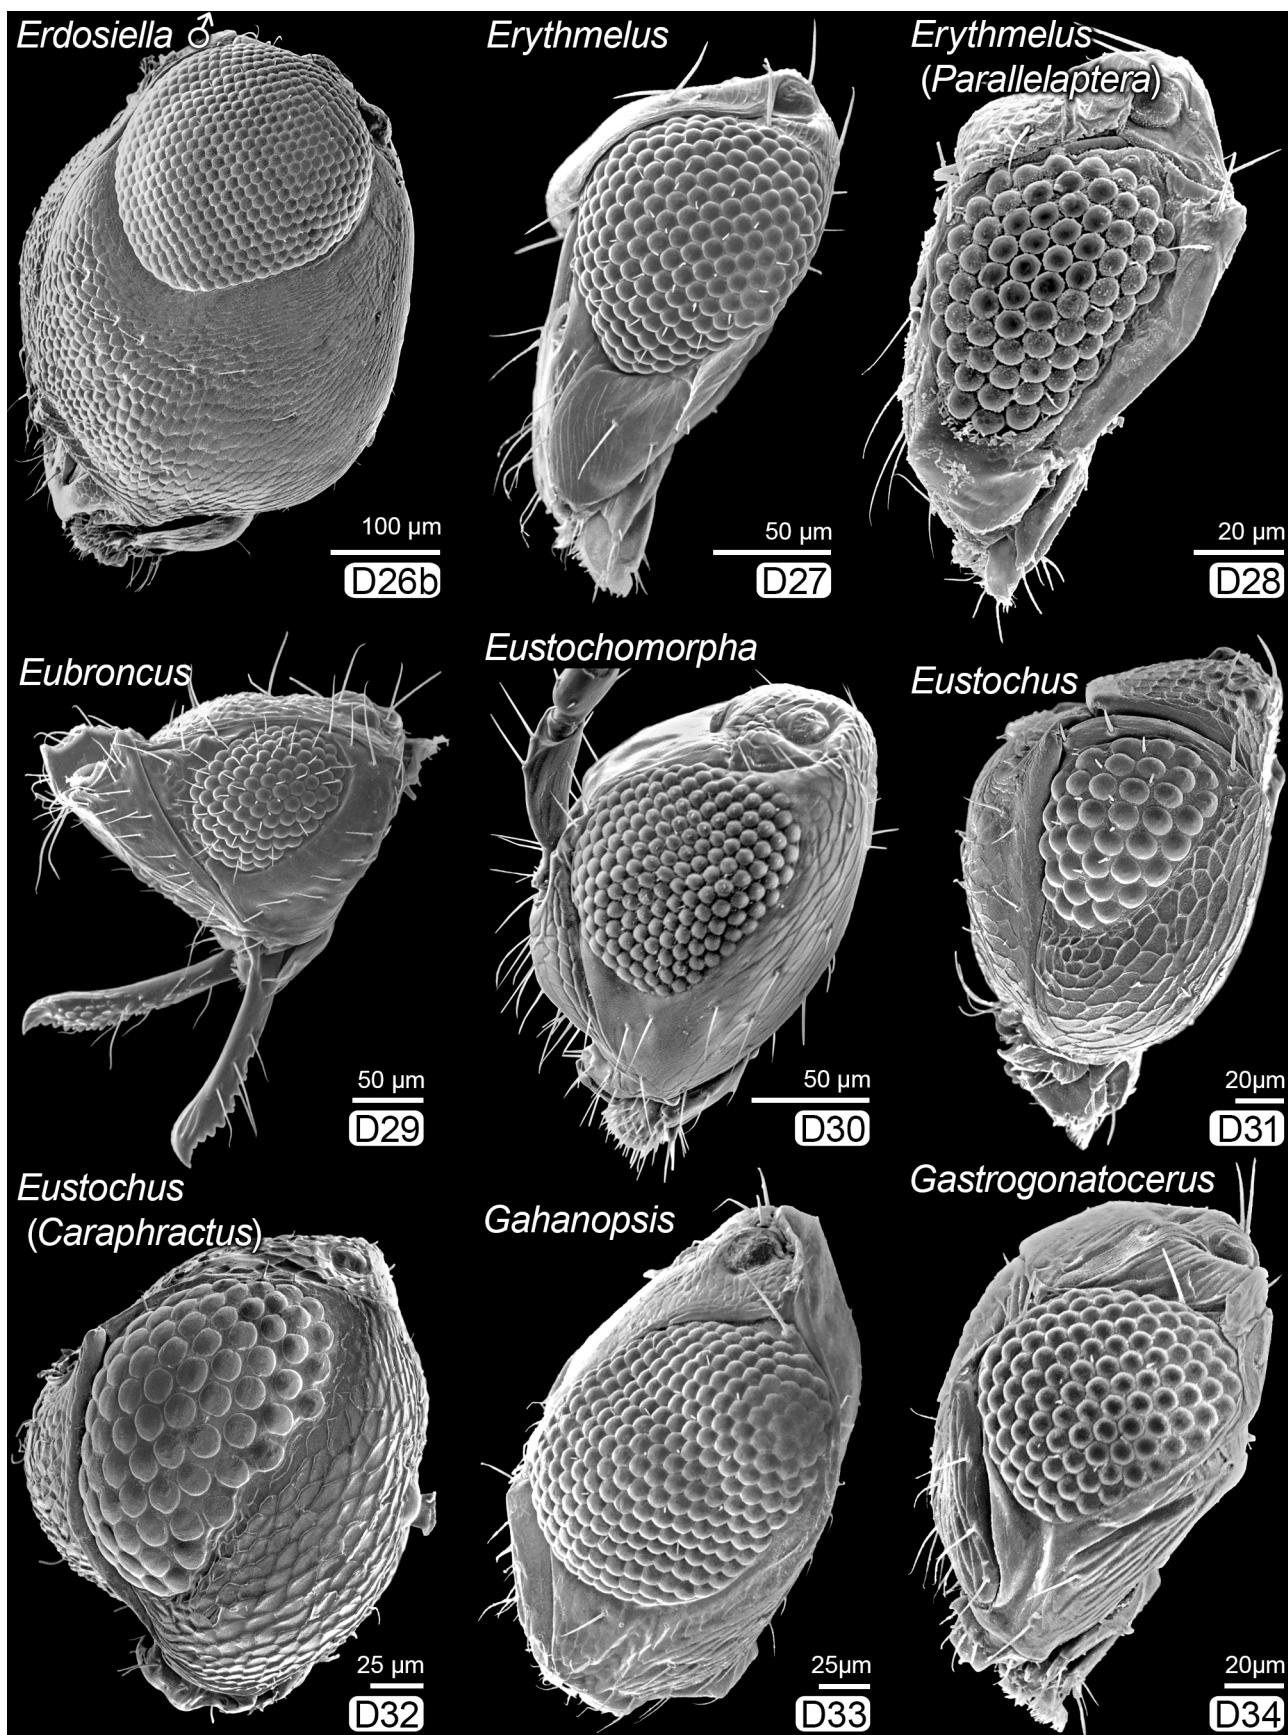 Erdosiella ♂
Erythmelus
Erythmelus
(Parallelaptera)
100 µm
D26b
50 µm
D27
20 µm
D28
Eubroncus
Eustochomorpha
Eustochus
50 µm
D29
50 µm
D30
20µm
D31
Eustochus
(Caraphractus)
Gahanopsis
Gastrogonatocerus
25 µm
D32
25µm
D33
20µm
D34